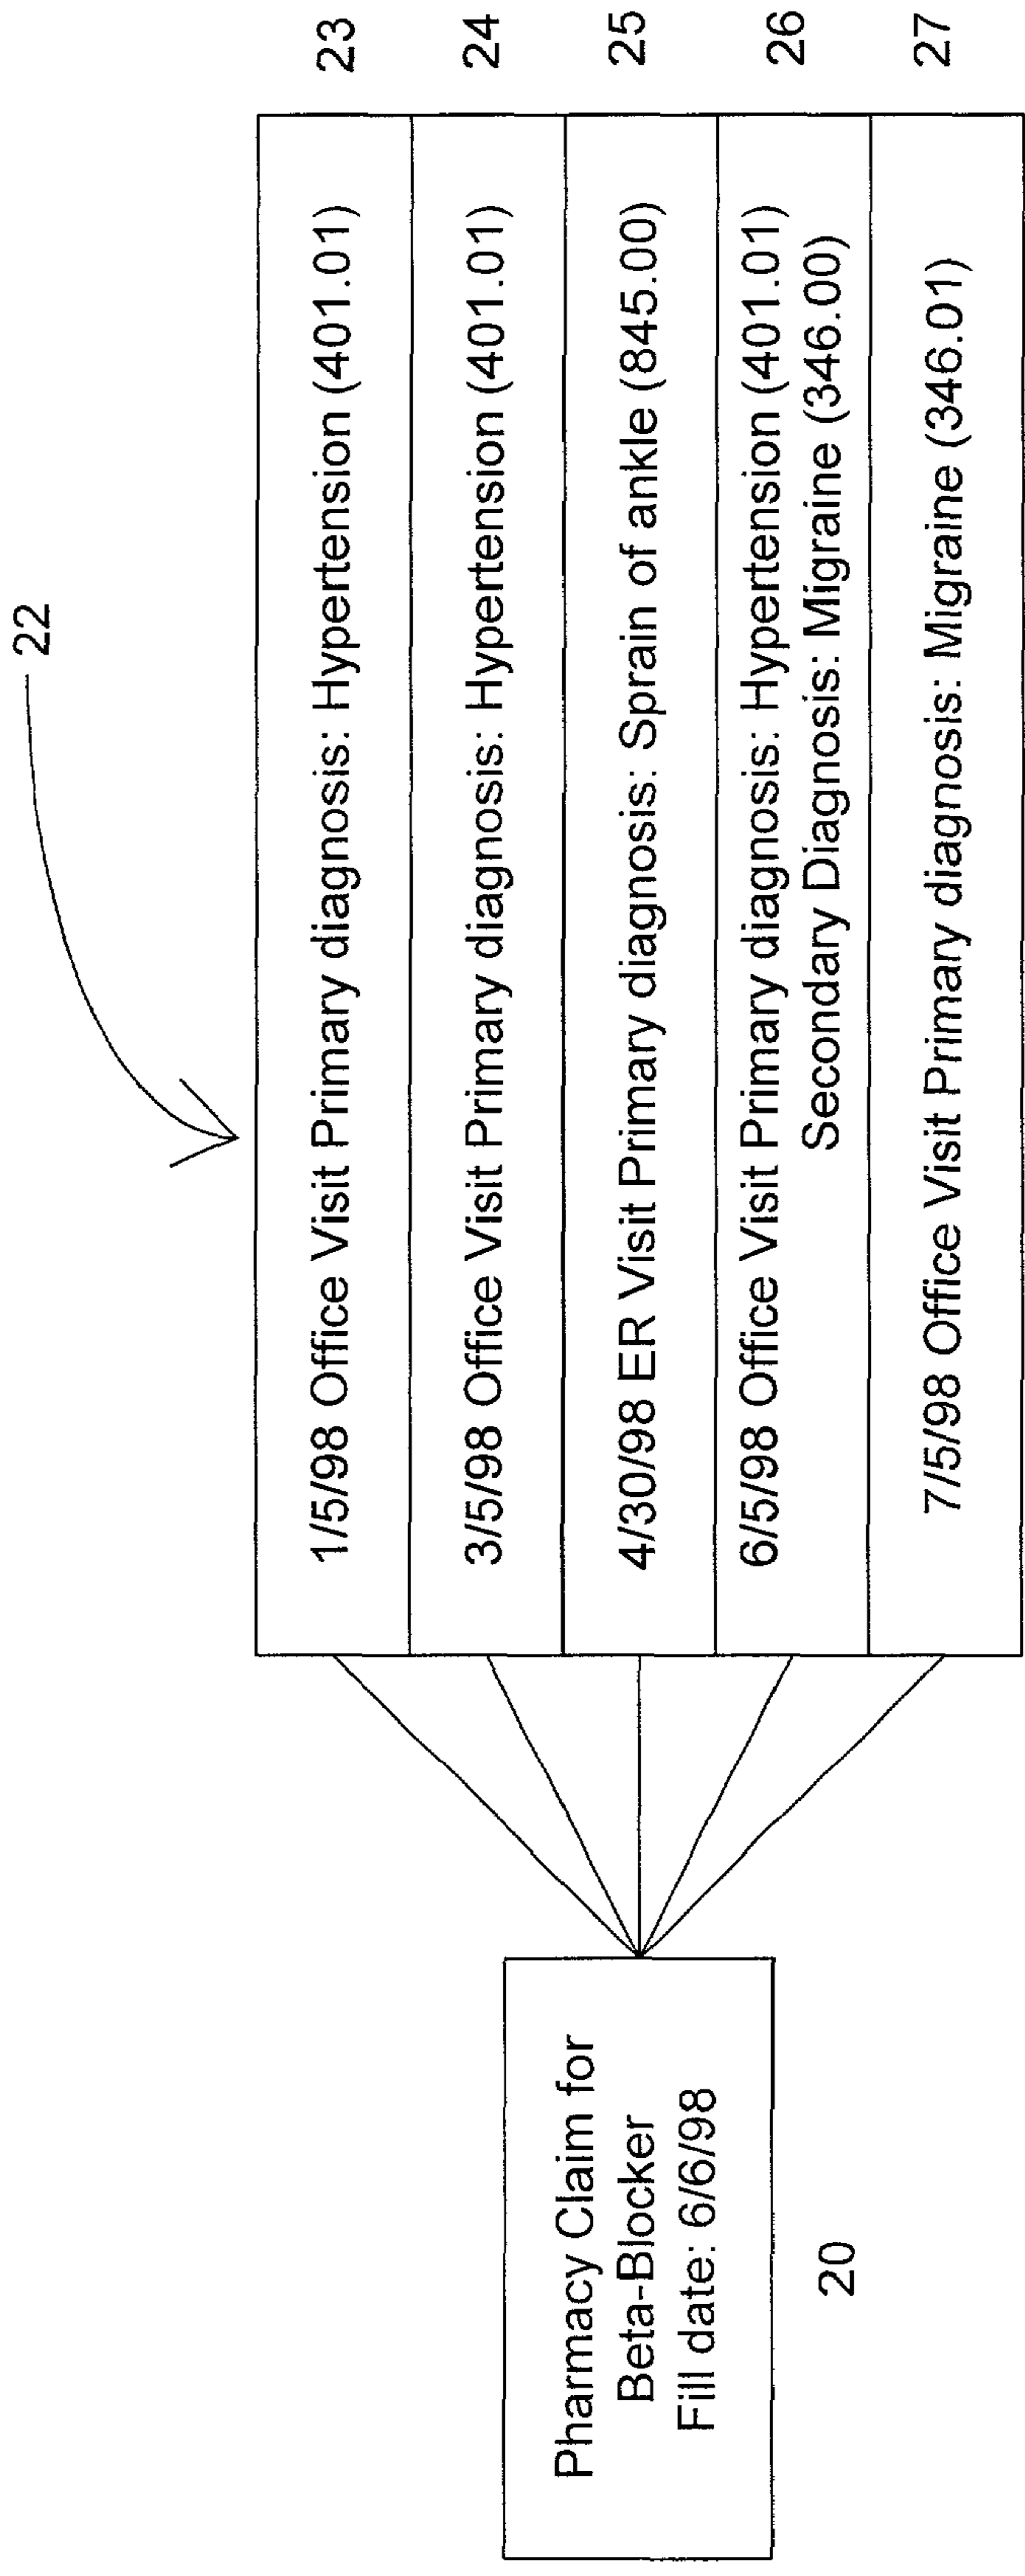 22
1/5/98 Office Visit Primary diagnosis: Hypertension (401.01)
23
3/5/98 Office Visit Primary diagnosis: Hypertension (401.01)
24
4/30/98 ER Visit Primary diagnosis: Sprain of ankle (845.00)
25
6/5/98 Office Visit Primary diagnosis: Hypertension (401.01)
Secondary Diagnosis: Migraine (346.00)
26
7/5/98 Office Visit Primary diagnosis: Migraine (346.01)
27
Pharmacy Claim for
Beta-Blocker
Fill date: 6/6/98
20